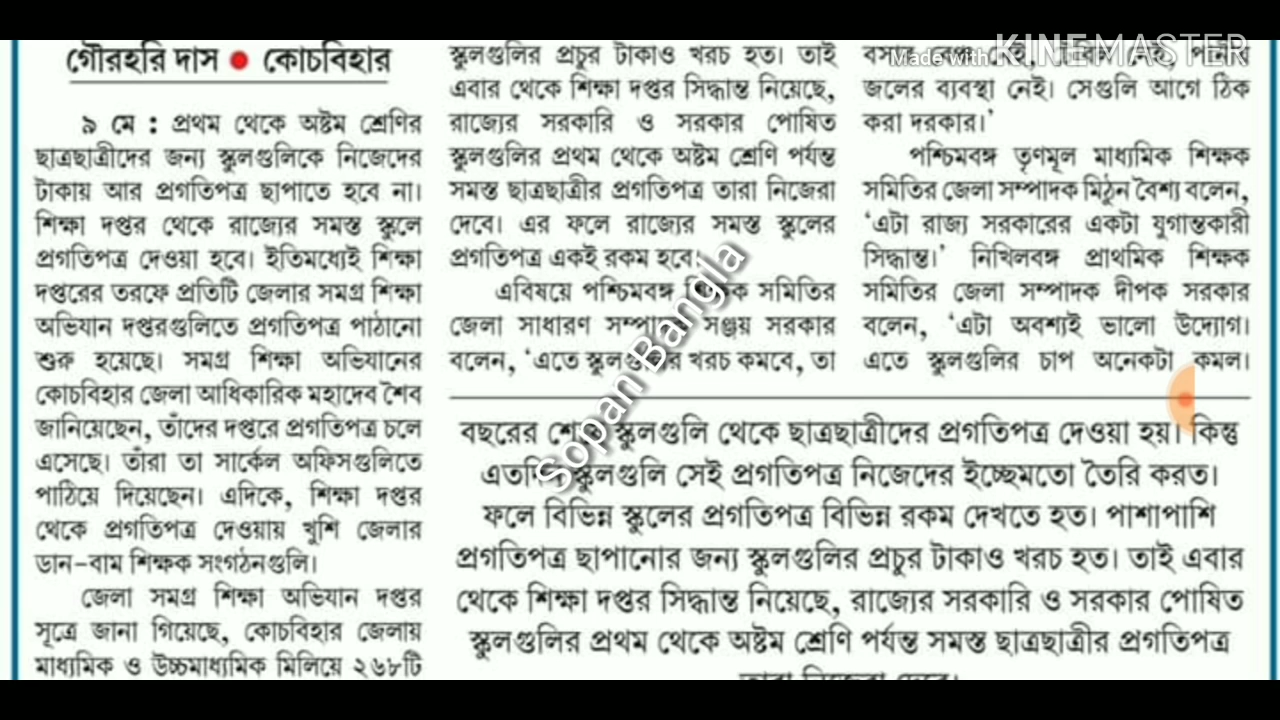 গৌরহরি দাস ● কোচবিহার
৯ মে : প্রথম থেকে অষ্টম শ্রেণির
ছাত্রছাত্রীদের জন্য স্কুলগুলিকে নিজেদের
টাকায় আর প্রগতিপত্র ছাপাতে হবে না।
শিক্ষা দপ্তর থেকে রাজ্যের সমস্ত স্কুলে
প্রগতিপত্র দেওয়া হবে। ইতিমধ্যেই শিক্ষা
দপ্তরের তরফে প্রতিটি জেলার সমগ্র শিক্ষা
অভিযান দপ্তরগুলিতে প্রগতিপত্র পাঠানো
শুরু হয়েছে। সমগ্র শিক্ষা অভিযানের
কোচবিহার জেলা আধিকারিক মহাদেব শৈব
জানিয়েছেন, তাঁদের দপ্তরে প্রগতিপত্র চলে
এসেছে। তাঁরা তা সার্কেল অফিসগুলিতে
পাঠিয়ে দিয়েছেন। এদিকে, শিক্ষা দপ্তর
থেকে প্রগতিপত্র দেওয়ায় খুশি জেলার
ডান-বাম শিক্ষক সংগঠনগুলি।
জেলা সমগ্র শিক্ষা অভিযান দপ্তর
সূত্রে জানা গিয়েছে, কোচবিহার জেলায়
মাধ্যমিক ও উচ্চমাধ্যমিক মিলিয়ে ২৬৮টি
স্কুলগুলির প্রচুর টাকাও খরচ হত। তাই
এবার থেকে শিক্ষা দপ্তর সিদ্ধান্ত নিয়েছে,
রাজ্যের সরকারি ও সরকার পোষিত
স্কুলগুলির প্রথম থেকে অষ্টম শ্রেণি পর্যন্ত
সমস্ত ছাত্রছাত্রীর প্রগতিপত্র তারা নিজেরা
দেবে। এর ফলে রাজ্যের সমস্ত স্কুলের
প্রগতিপত্র একই রকম হবে।
এবিষয়ে পশ্চিমবঙ্গ শিক্ষক সমিতির
জেলা সাধারণ সম্পাদক সঞ্জয় সরকার
বলেন, ‘এতে স্কুলগুলির খরচ কমবে, তা
জলের ব্যবস্থা নেই। সেগুলি আগে ঠিক
করা দরকার।’
পশ্চিমবঙ্গ তৃণমূল মাধ্যমিক শিক্ষক
সমিতির জেলা সম্পাদক মিঠুন বৈশ্য বলেন,
‘এটা রাজ্য সরকারের একটা যুগান্তকারী
সিদ্ধান্ত।’ নিখিলবঙ্গ প্রাথমিক শিক্ষক
সমিতির জেলা সম্পাদক দীপক সরকার
বলেন, ‘এটা অবশ্যই ভালো উদ্যোগ।
এতে স্কুলগুলির চাপ অনেকটা কমল।
বছরের শেষে স্কুলগুলি থেকে ছাত্রছাত্রীদের প্রগতিপত্র দেওয়া হয়। কিন্তু
এতদিন স্কুলগুলি সেই প্রগতিপত্র নিজেদের ইচ্ছেমতো তৈরি করত।
ফলে বিভিন্ন স্কুলের প্রগতিপত্র বিভিন্ন রকম দেখতে হত। পাশাপাশি
প্রগতিপত্র ছাপানোর জন্য স্কুলগুলির প্রচুর টাকাও খরচ হত। তাই এবার
থেকে শিক্ষা দপ্তর সিদ্ধান্ত নিয়েছে, রাজ্যের সরকারি ও সরকার পোষিত
স্কুলগুলির প্রথম থেকে অষ্টম শ্রেণি পর্যন্ত সমস্ত ছাত্রছাত্রীর প্রগতিপত্র
Made with KINEMASTER
Sopan Bangla